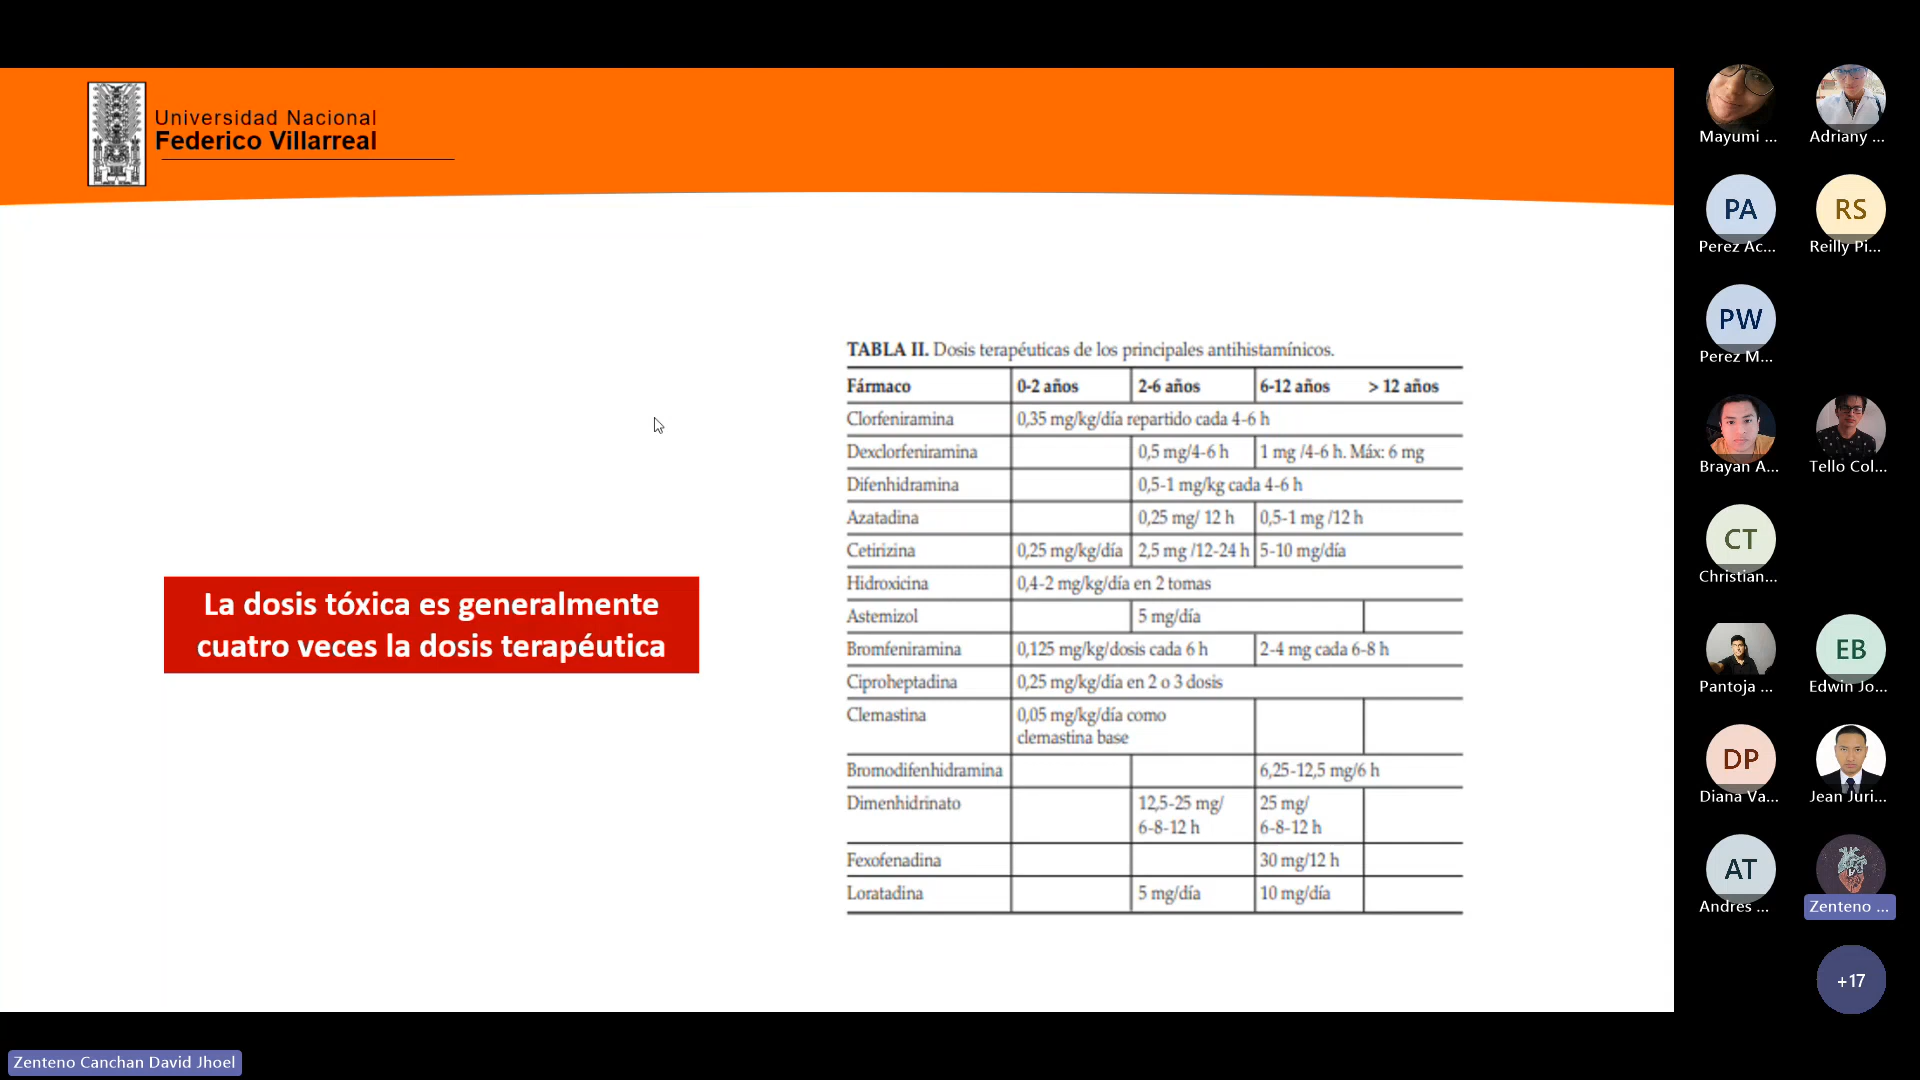 Universidad Nacional
Federico Villarreal
La dosis tóxica es generalmente
cuatro veces la dosis terapéutica
TABLA II. Dosis terapéuticas de los principales antihistamínicos.
Fármaco 0-2 años 2-6 años 6-12 años > 12 años
Clorfeniramina 0,35 mg/kg/día repartido cada 4-6 h
Dexclorfeniramina 0,5 mg/4-6 h 1 mg /4-6 h. Máx: 6 mg
Difenhidramina 0,5-1 mg/kg cada 4-6 h
Azatadina 0,25 mg/ 12 h 0,5-1 mg /12 h
Cetirizina 0,25 mg/kg/día 2,5 mg /12-24 h 5-10 mg/día
Hidroxicina 0,4-2 mg/kg/día en 2 tomas
Astemizol 5 mg/día
Bromfeniramina 0,125 mg/kg/dosis cada 6 h 2-4 mg cada 6-8 h
Ciproheptadina 0,25 mg/kg/día en 2 o 3 dosis
Clemastina 0,05 mg/kg/día como
clemastina base
Bromodifenhidramina 6,25-12,5 mg/6 h
Dimenhidrinato 12,5-25 mg/ 25 mg/
6-8-12 h 6-8-12 h
Fexofenadina 30 mg/12 h
Loratadina 5 mg/día 10 mg/día
Mayumi ... Adriany ...
PA RS
Perez Ac... Reilly Pi...
PW
Perez M...
Brayan A... Tello Col...
CT
Christian...
EB
Pantoja ... Edwin Jo...
DP
Diana Va... Jean Juri...
AT
Andres ... Zenteno ...
+17
Zenteno Canchan David Jhoel